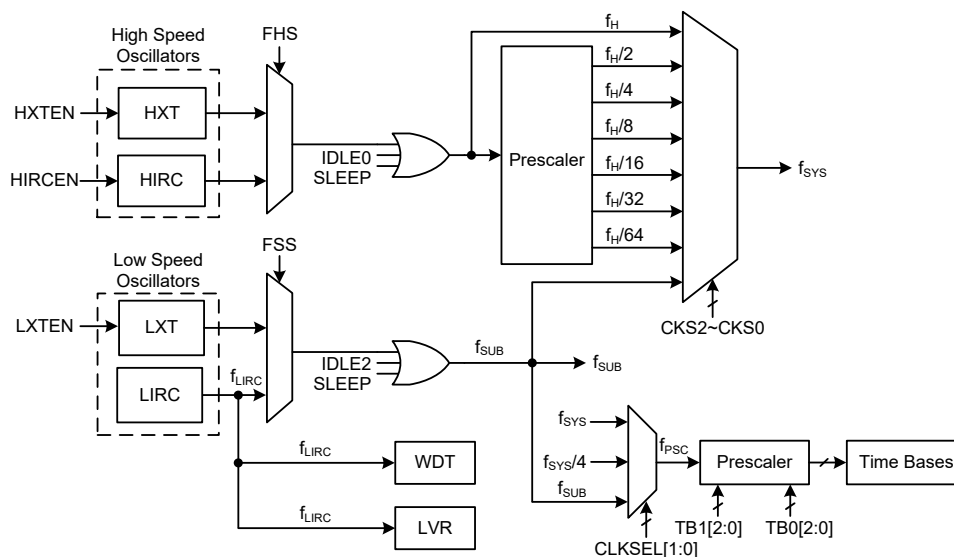 High Speed
Oscillators
FHS
HXTEN
HXT
HIRCEN
HIRC
IDLE0
SLEEP
Prescaler
fH
fH/2
fH/4
fH/8
fH/16
fH/32
fH/64
fSYS
CKS2~CKS0
Low Speed
Oscillators
FSS
LXTEN
LXT
LIRC
fLIRC
IDLE2
SLEEP
fSUB
fSUB
fLIRC
WDT
fLIRC
LVR
fSYS
fSYS/4
fSUB
CLKSEL[1:0]
fPSC
Prescaler
TB1[2:0]
TB0[2:0]
Time Bases